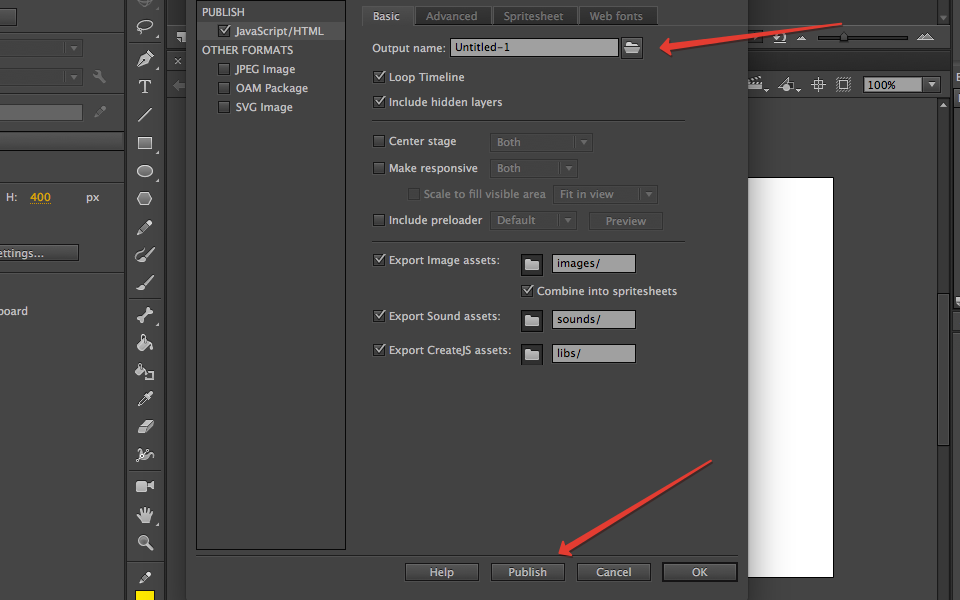 PUBLISH
JavaScript/HTML
OTHER FORMATS
JPEG Image
OAM Package
SVG Image
Basic Advanced Spritesheet Web fonts
Output name: Untitled-1
Loop Timeline
Include hidden layers
Center stage Both
Make responsive Both
Scale to fill visible area Fit in view
Include preloader Default Preview
Export Image assets: images/
Combine into spritesheets
Export Sound assets: sounds/
Export CreateJS assets: libs/
Help Publish Cancel OK
H: 400 px
ettings...
board
T
100%